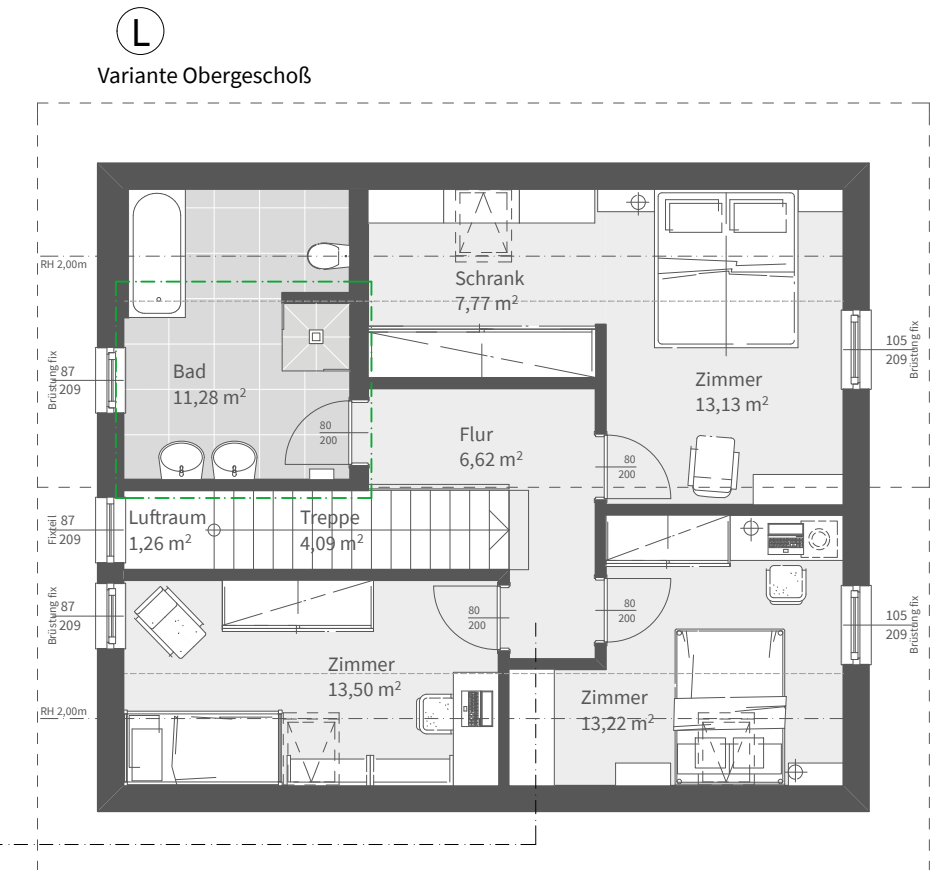 L
Variante Obergeschoß
RH 2,00m
Schrank
7,77 m²
Brüstung fix
87
209
Bad
11,28 m²
80
200
Flur
6,62 m²
80
200
Zimmer
13,13 m²
105
209
Brüstung fix
Fixteil
87
209
Luftraum
1,26 m²
Treppe
4,09 m²
Brüstung fix
87
209
80
200
80
200
105
209
Brüstung fix
Zimmer
13,50 m²
Zimmer
13,22 m²
RH 2,00m